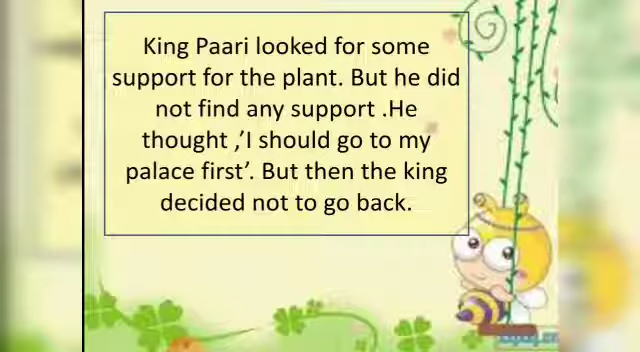 King Paari looked for some
support for the plant. But he did
not find any support .He
thought ,’I should go to my
palace first’. But then the king
decided not to go back.